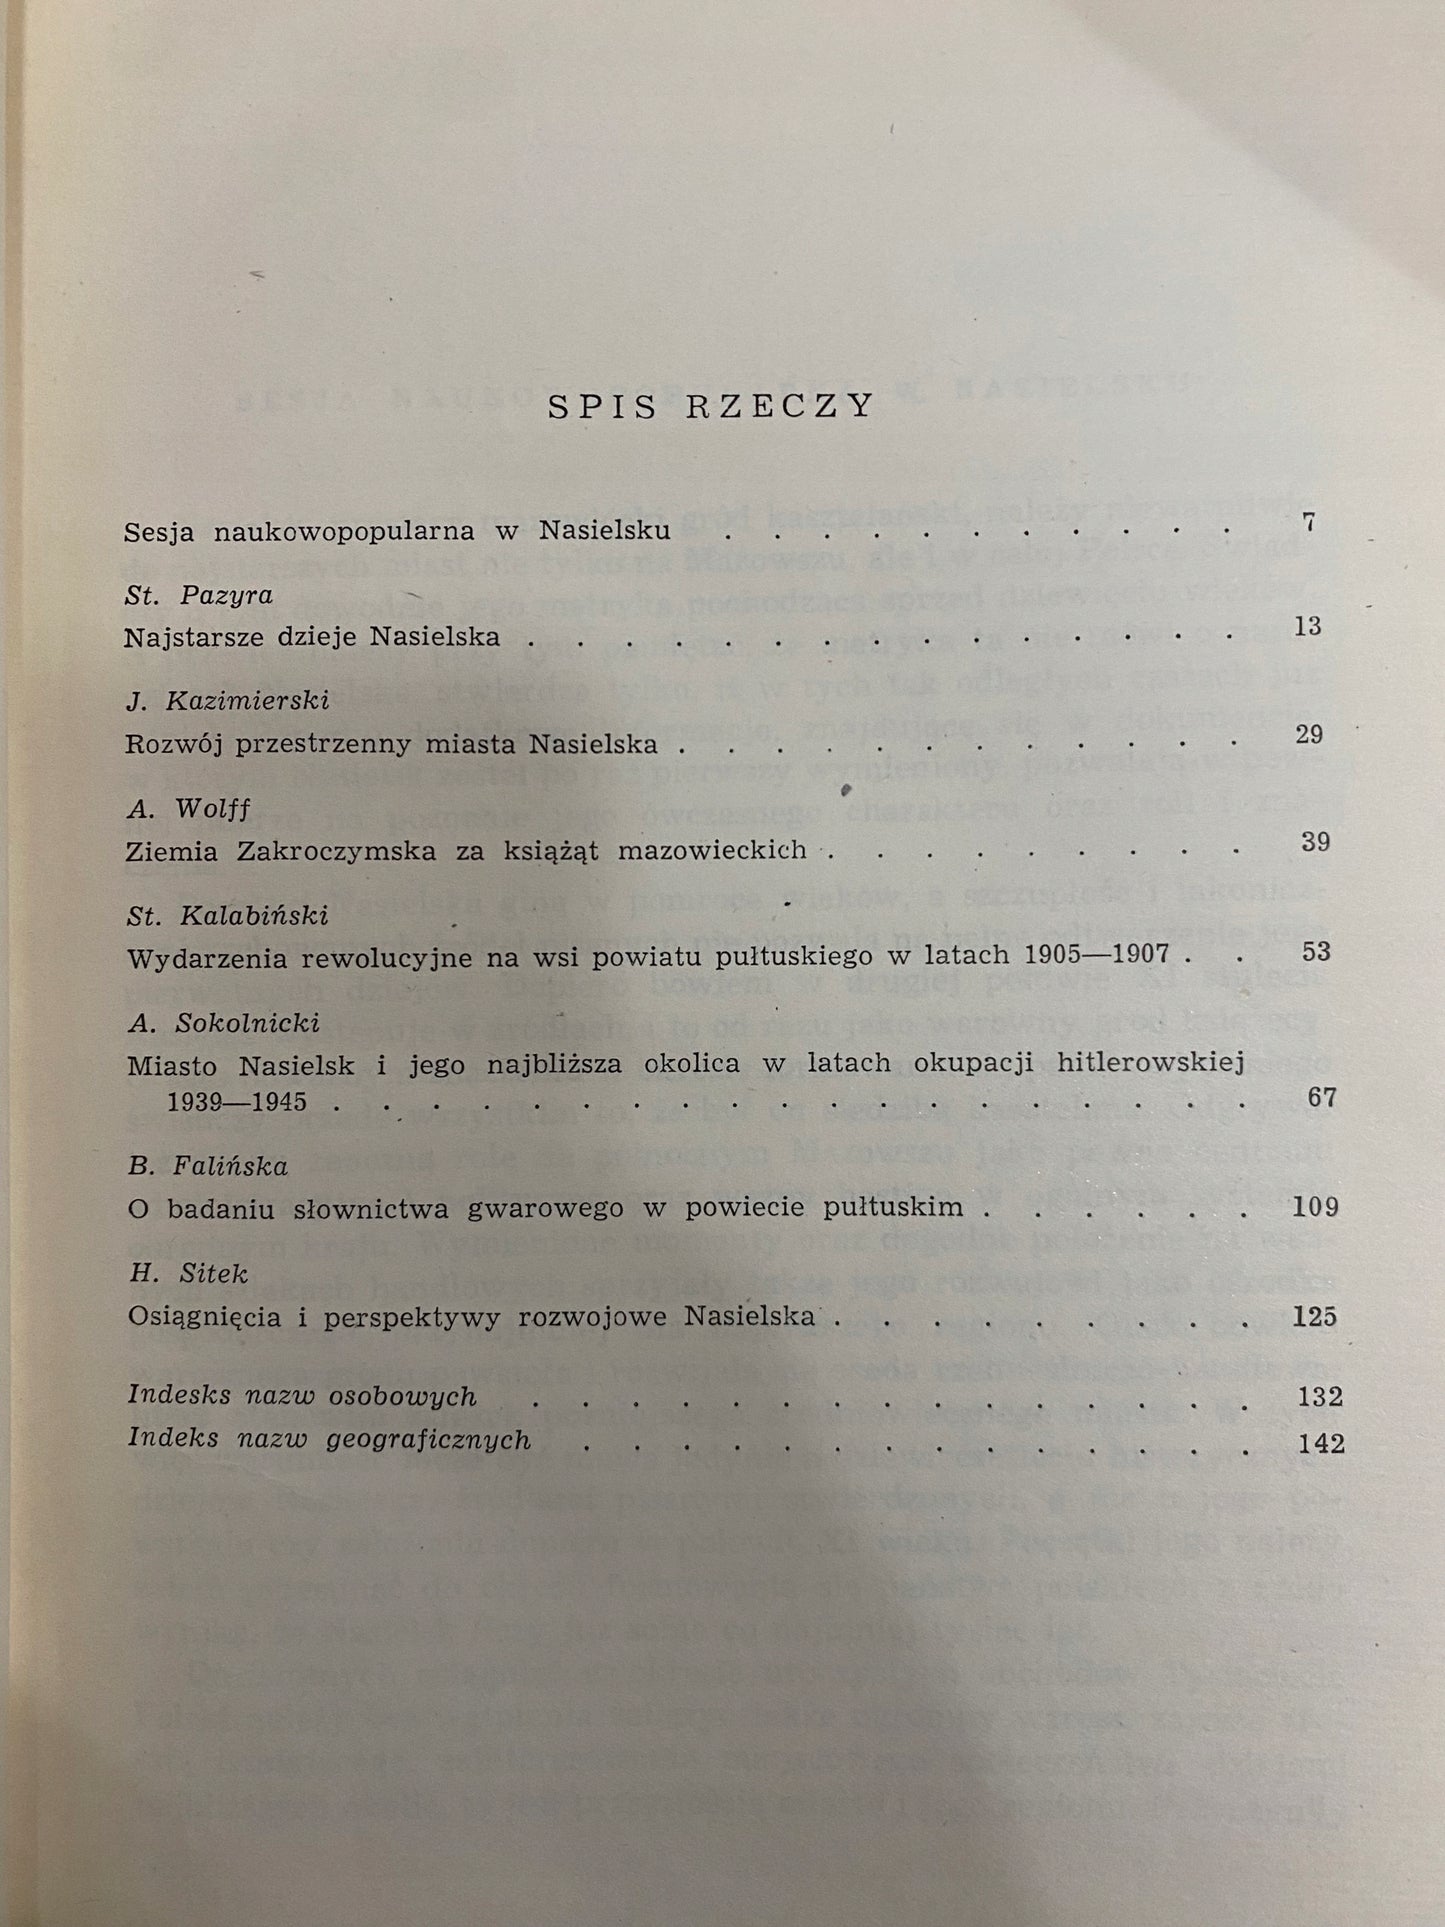 SPIS RZECZY
Sesja naukowopopularna w Nasielsku . . . . . . . . . . . 7
St. Pazyra
Najstarsze dzieje Nasielska . . . . . . . . . . . . . . . 13
J. Kazimierski
Rozwój przestrzenny miasta Nasielska . . . . . . . . . . . . 29
A. Wolff
Ziemia Zakroczymska za książąt mazowieckich . . . . . . . . . 39
St. Kalabiński
Wydarzenia rewolucyjne na wsi powiatu pułtuskiego w latach 1905—1907 . . 53
A. Sokolnicki
Miasto Nasielsk i jego najbliższa okolica w latach okupacji hitlerowskiej
1939—1945 . . . . . . . . . . . . . . . . . . . 67
B. Falińska
O badaniu słownictwa gwarowego w powiecie pułtuskim . . . . . . 109
H. Sitek
Osiągnięcia i perspektywy rozwojowe Nasielska . . . . . . . . . 125
Indesks nazw osobowych . . . . . . . . . . . . . . . 132
Indeks nazw geograficznych . . . . . . . . . . . . . . 142